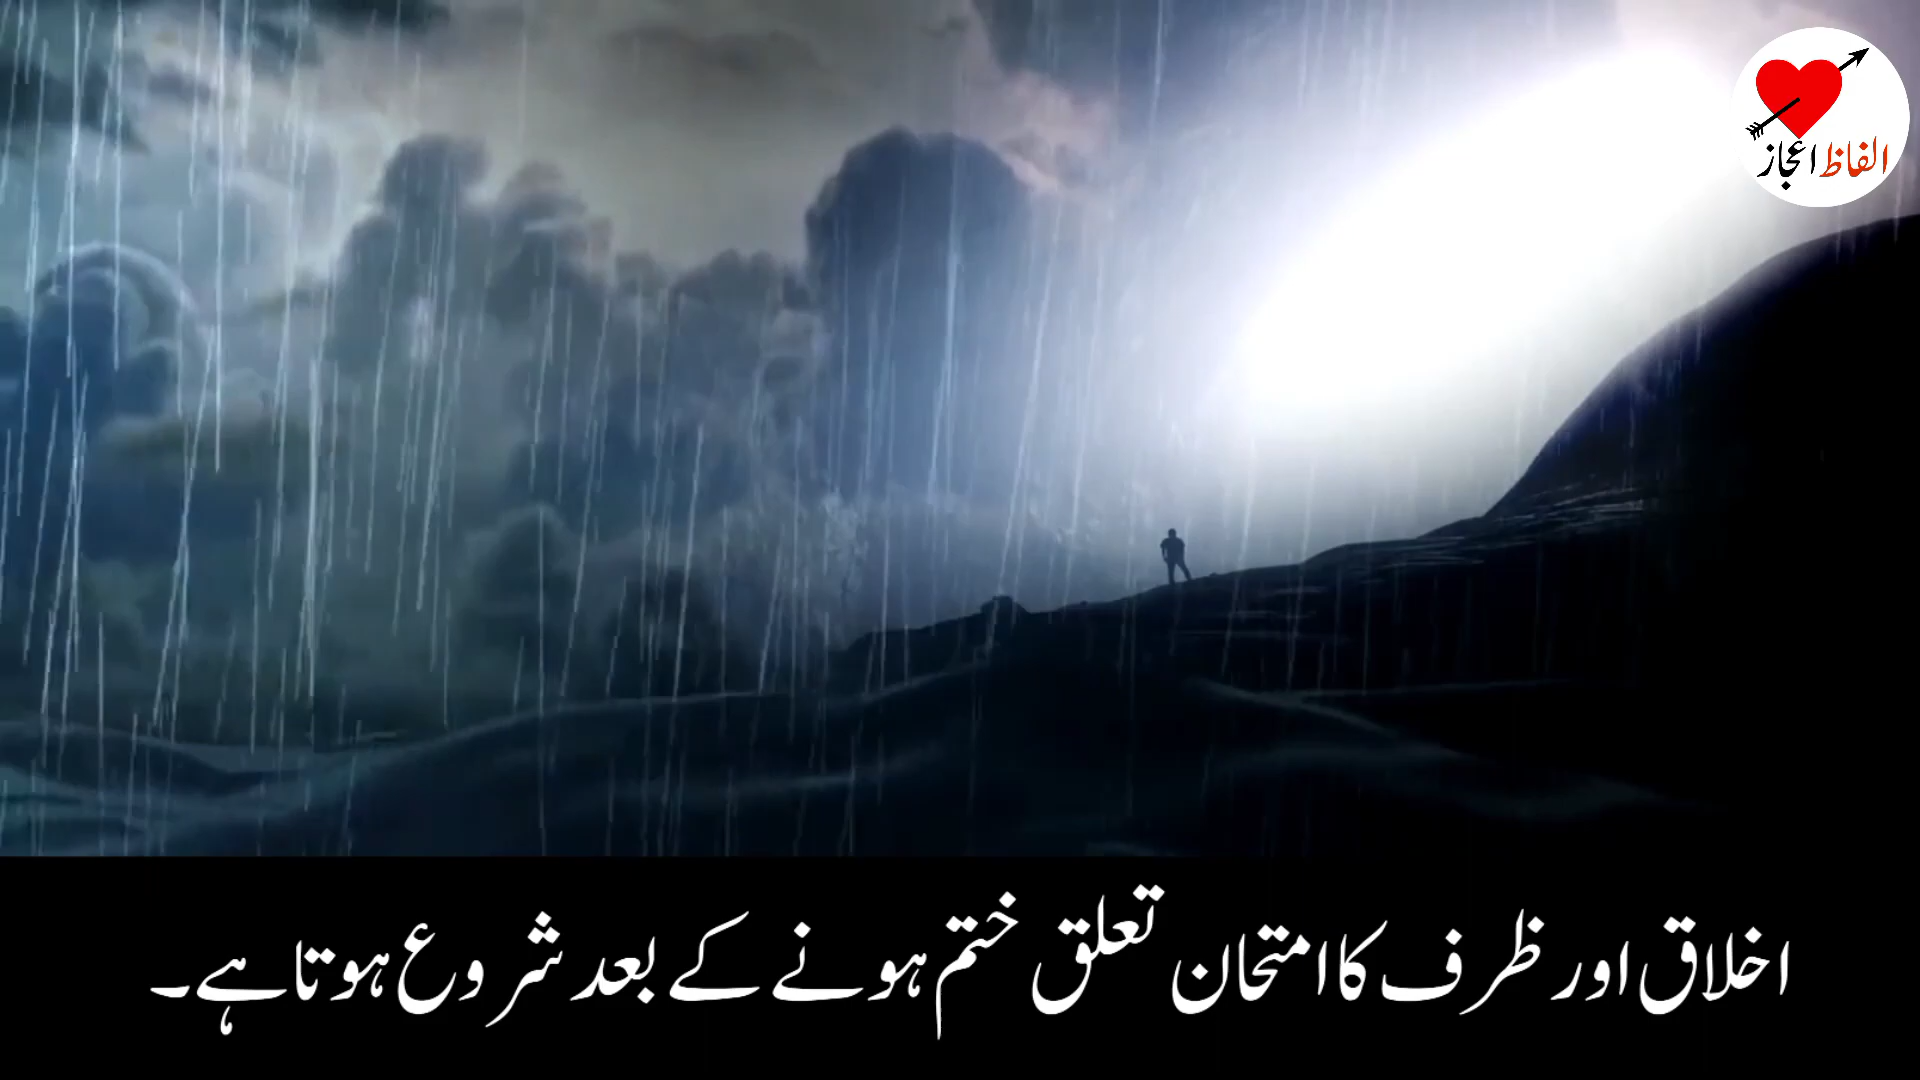 الفاظ اعجاز
اخلاق اور ظرف کا امتحان تعلق ختم ہونے کے بعد شروع ہوتا ہے۔